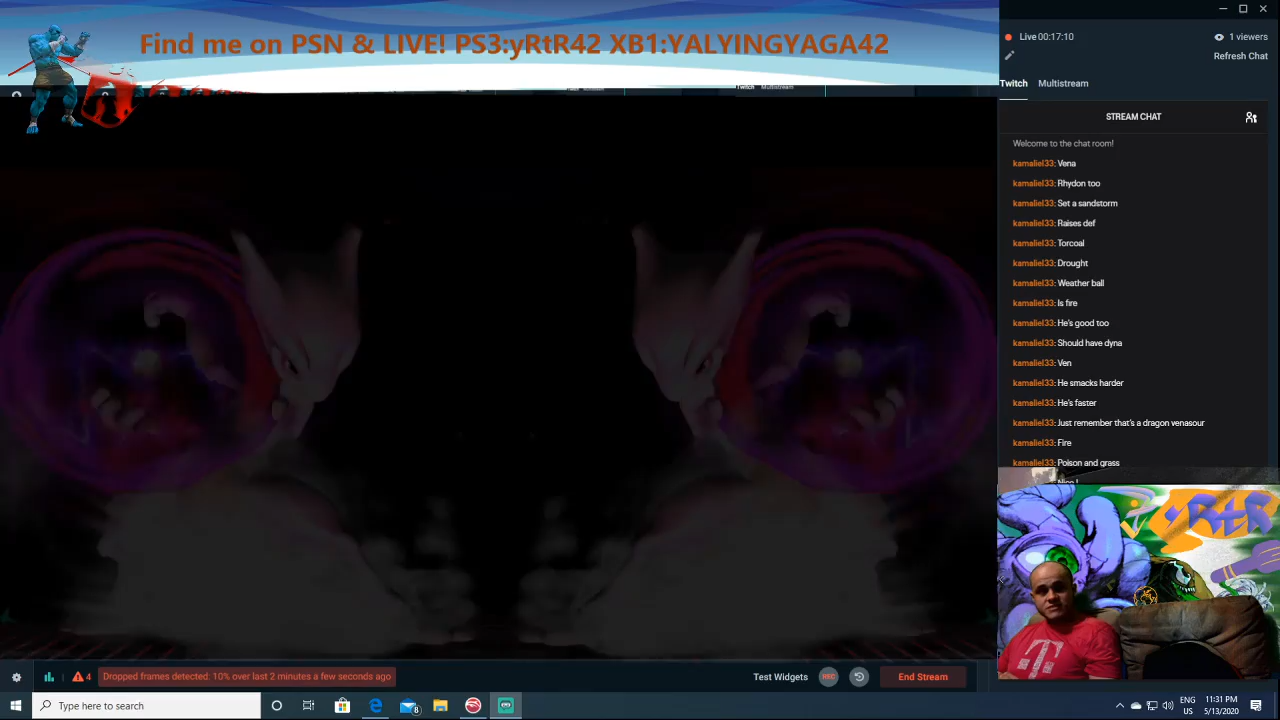 Find me on PSN & LIVE! PS3:yRtR42 XB1:YALYINGYAGA42
Twitch Multistream
Live 00:17:10
1 viewers
Refresh Chat
Twitch Multistream
STREAM CHAT
Welcome to the chat room!
kamaliel33: Vena
kamaliel33: Rhydon too
kamaliel33: Set a sandstorm
kamaliel33: Raises def
kamaliel33: Torcoal
kamaliel33: Drought
kamaliel33: Weather ball
kamaliel33: Is fire
kamaliel33: He's good too
kamaliel33: Should have dyna
kamaliel33: Ven
kamaliel33: He smacks harder
kamaliel33: He's faster
kamaliel33: Just remember that's a dragon venasour
kamaliel33: Fire
kamaliel33: Poison and grass
RtR
T
4 Dropped frames detected. 10% over last 2 minutes a few seconds ago
Test Widgets REC End Stream
Type here to search
8
ENG 11:31 PM
US 5/13/2020